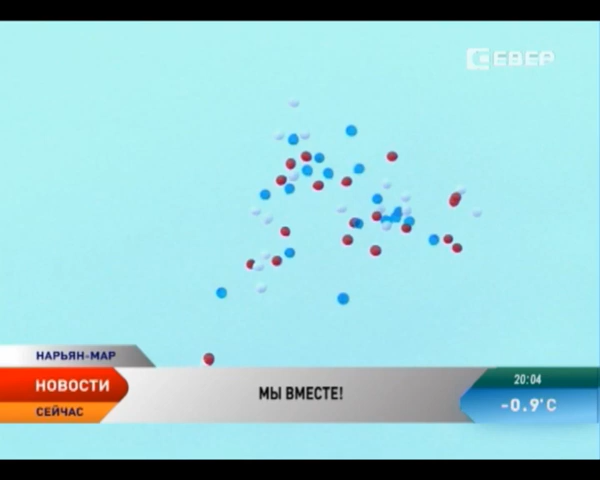 СЕВЕР
НАРЬЯН-МАР
НОВОСТИ
СЕЙЧАС
МЫ ВМЕСТЕ!
20:04
-0.9°C